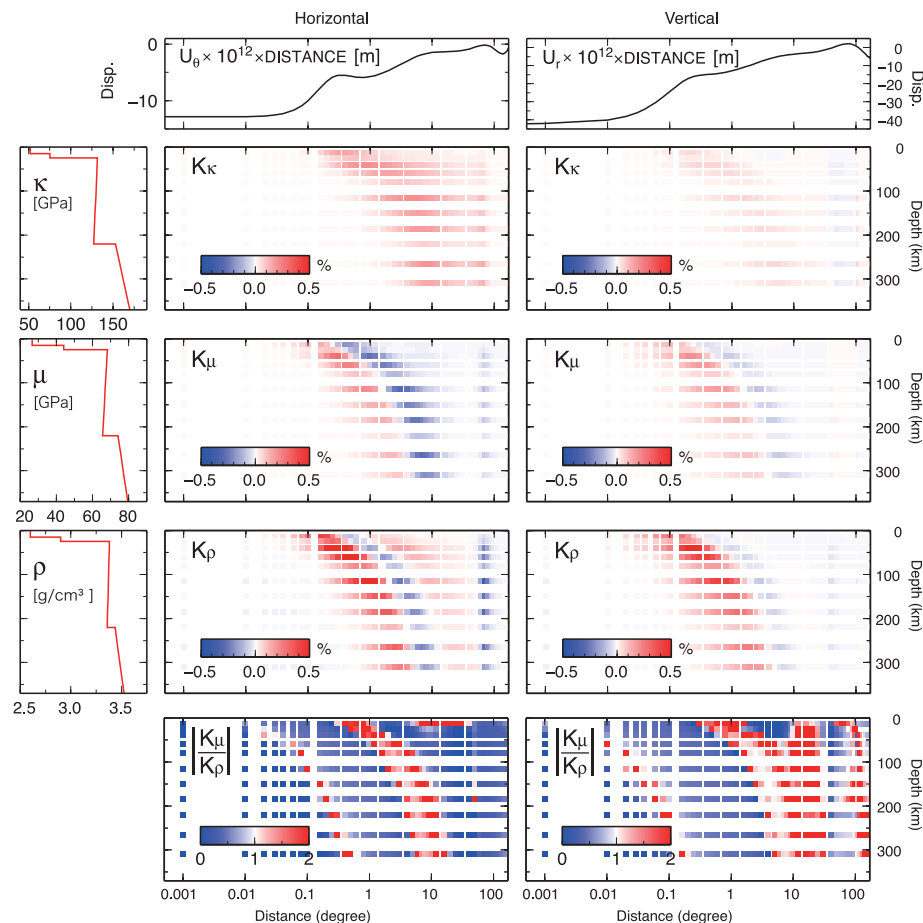 Horizontal
Vertical
Uθ × 10¹²×DISTANCE [m]
Ur × 10¹²×DISTANCE [m]
Disp.
0
−10
0
−10
−20
−30
−40
Disp.
κ
[GPa]
50 100 150
Kκ
−0.5 0.0 0.5
%
Kκ
−0.5 0.0 0.5
%
0
100
200
300
Depth (km)
μ
[GPa]
20 40 60 80
Kμ
−0.5 0.0 0.5
%
Kμ
−0.5 0.0 0.5
%
0
100
200
300
Depth (km)
ρ
[g/cm³ ]
2.5 3.0 3.5
Kρ
−0.5 0.0 0.5
%
Kρ
−0.5 0.0 0.5
%
0
100
200
300
Depth (km)
|Kμ/Kρ|
0 1 2
|Kμ/Kρ|
0 1 2
0
100
200
300
Depth (km)
0.001 0.01 0.1 1 10 100
0.001 0.01 0.1 1 10 100
Distance (degree)
Distance (degree)